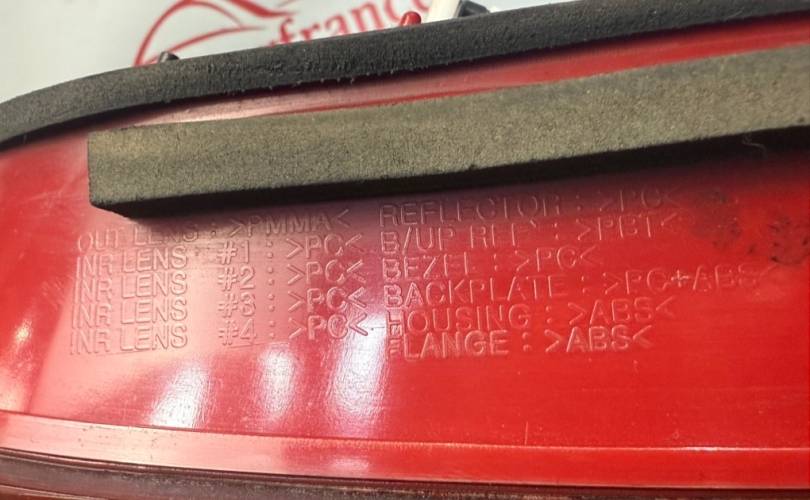 france
OUT LENS : >PMMA<
INR LENS #1 : >PC<
INR LENS #2 : >PC<
INR LENS #3 : >PC<
INR LENS #4 : >PC<
REFLECTOR : >PC<
B/UP REF : >PBT<
BEZEL : >PC<
BACKPLATE : >PC+ABS<
HOUSING : >ABS<
FLANGE : >ABS<